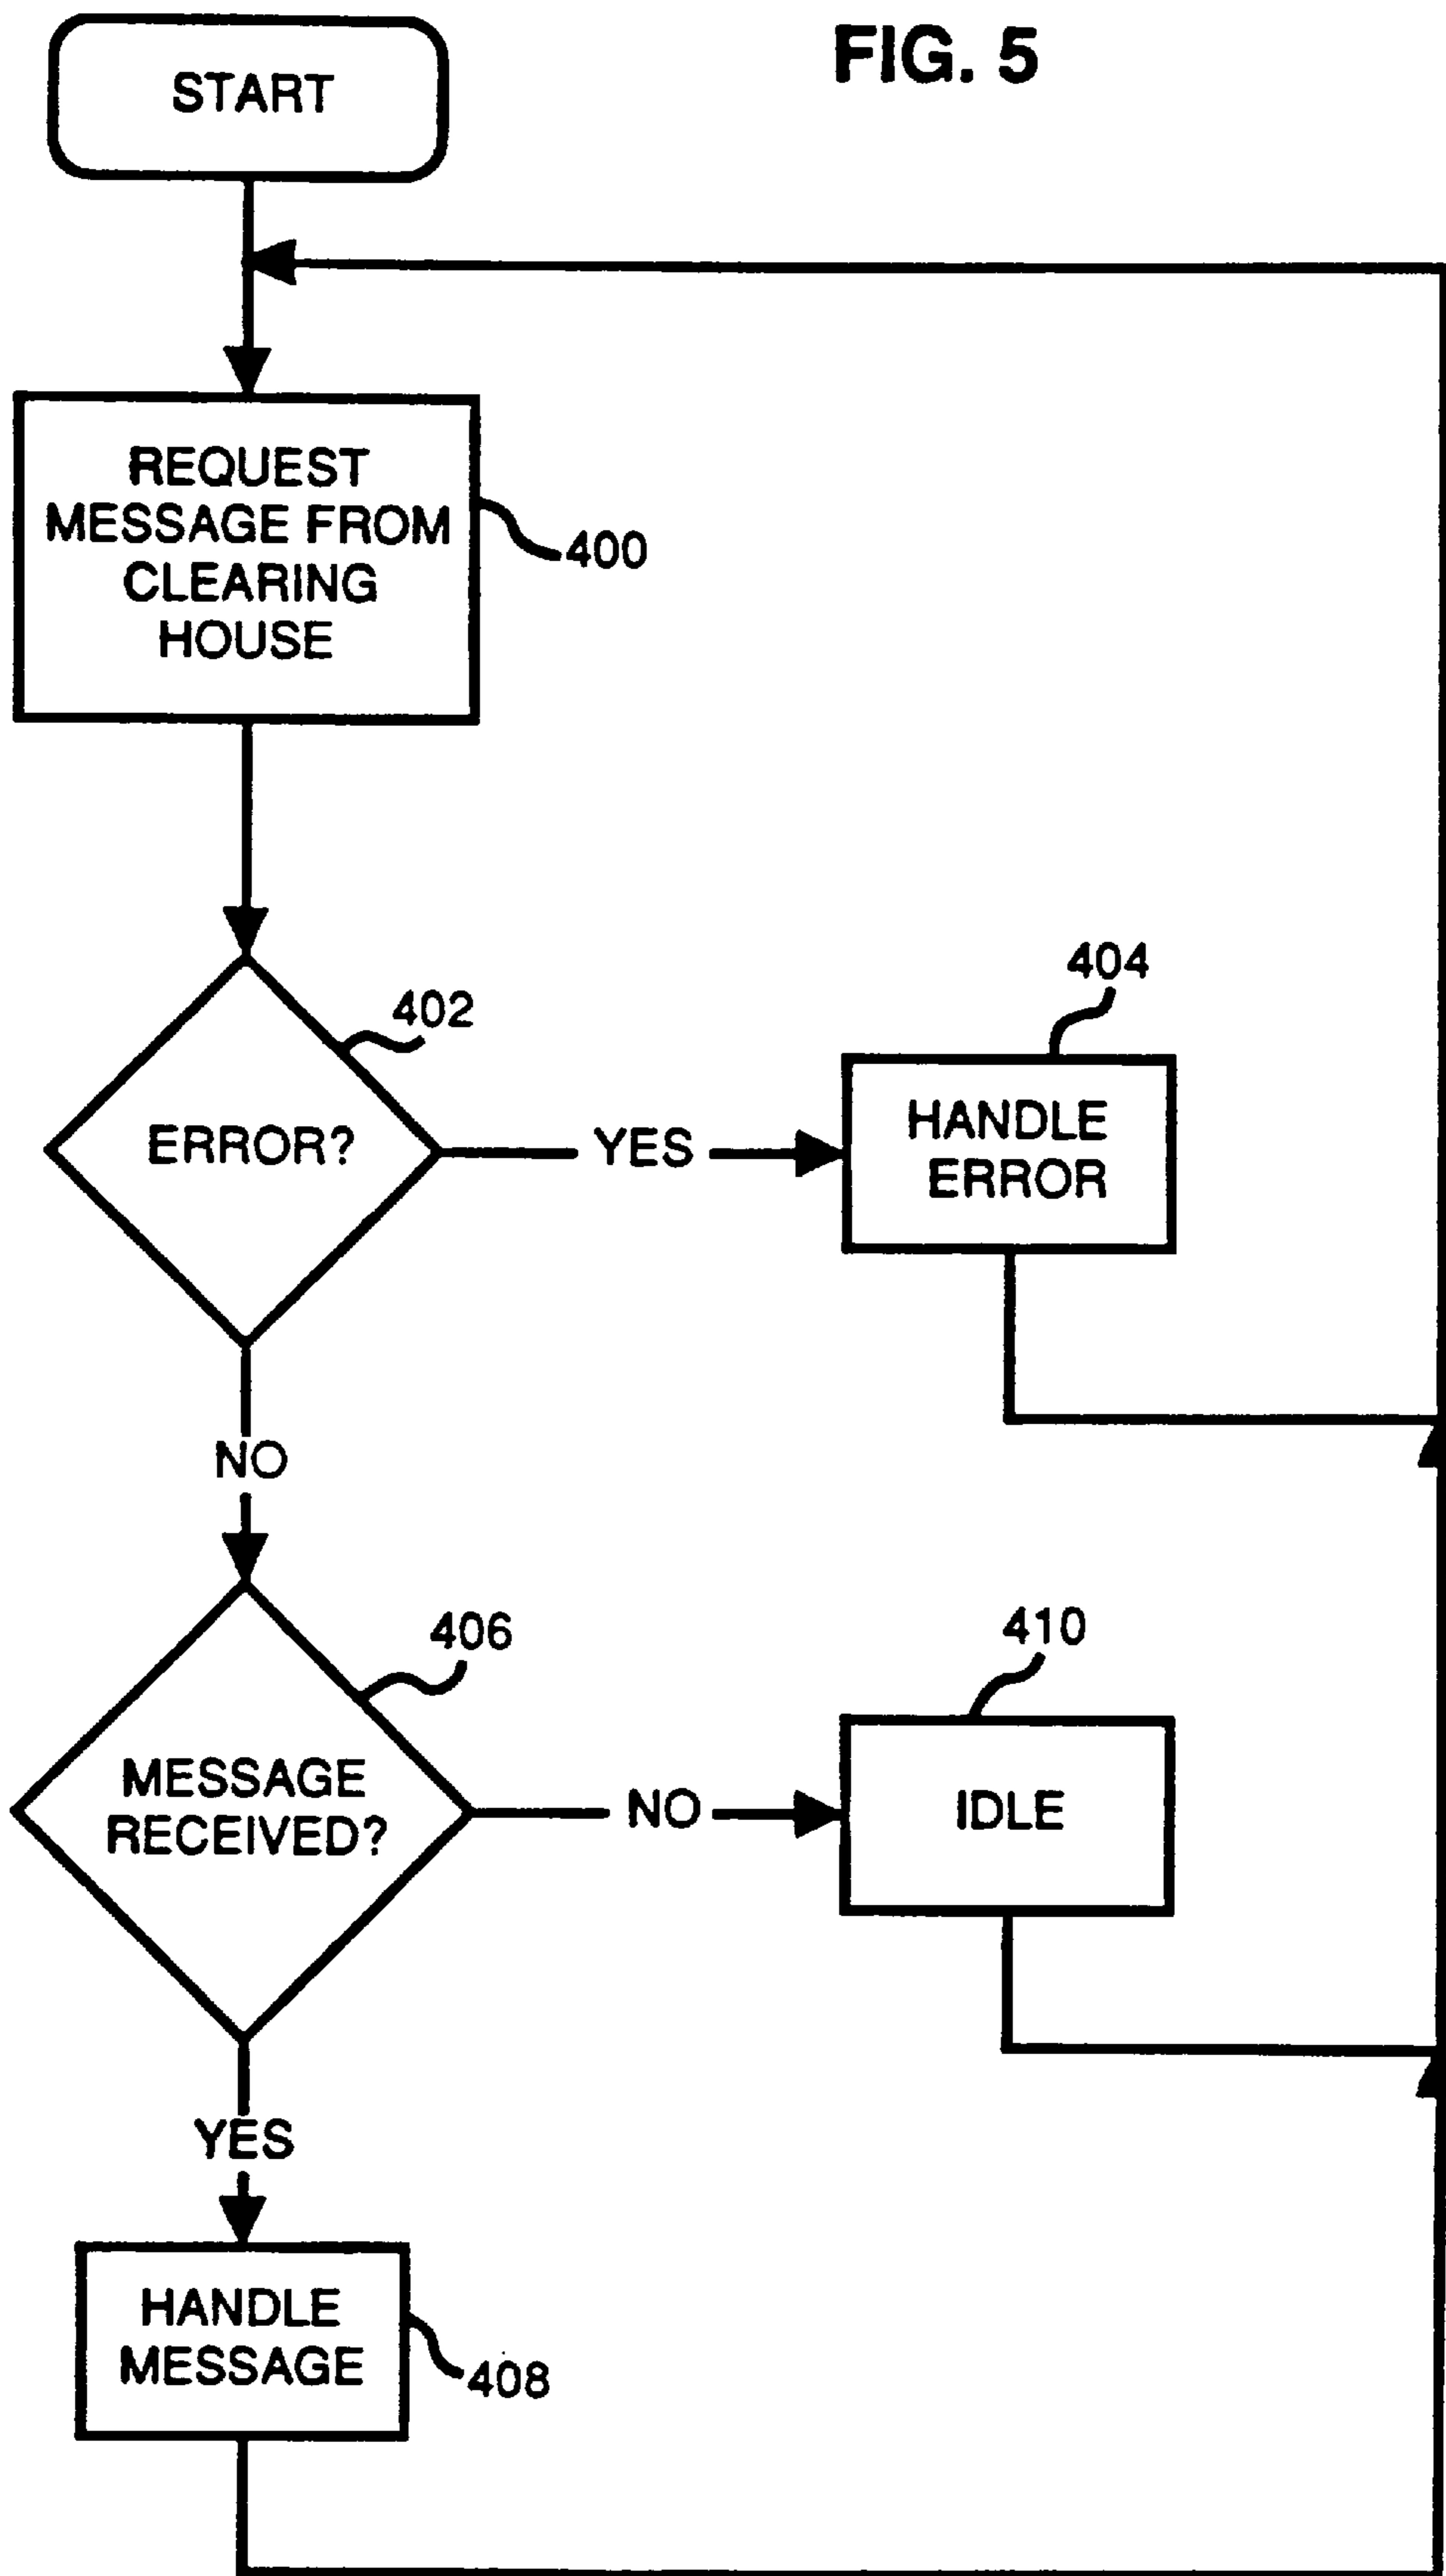 FIG. 5
START
REQUEST
MESSAGE FROM
CLEARING
HOUSE
400
402
ERROR?
YES
404
HANDLE
ERROR
NO
406
MESSAGE
RECEIVED?
NO
410
IDLE
YES
HANDLE
MESSAGE
408